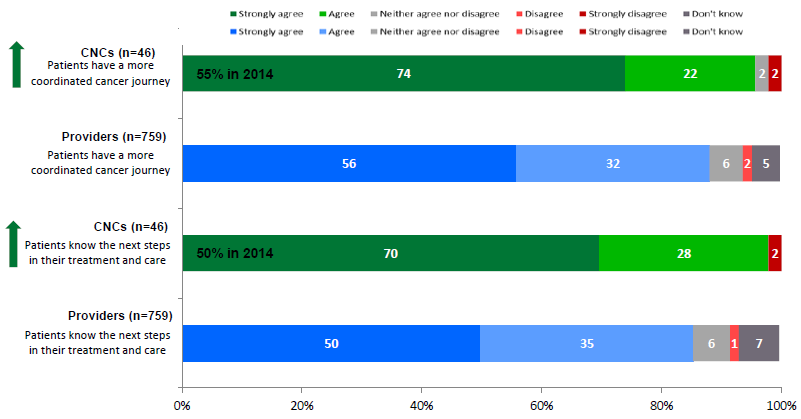 Strongly agree Agree Neither agree nor disagree Disagree Strongly disagree Don't know
Strongly agree Agree Neither agree nor disagree Disagree Strongly disagree Don't know
CNCs (n=46)
Patients have a more
coordinated cancer journey
55% in 2014 74 22 2 2
Providers (n=759)
Patients have a more
coordinated cancer journey
56 32 6 2 5
CNCs (n=46)
Patients know the next steps
in their treatment and care
50% in 2014 70 28 2
Providers (n=759)
Patients know the next steps
in their treatment and care
50 35 6 1 7
0% 20% 40% 60% 80% 100%